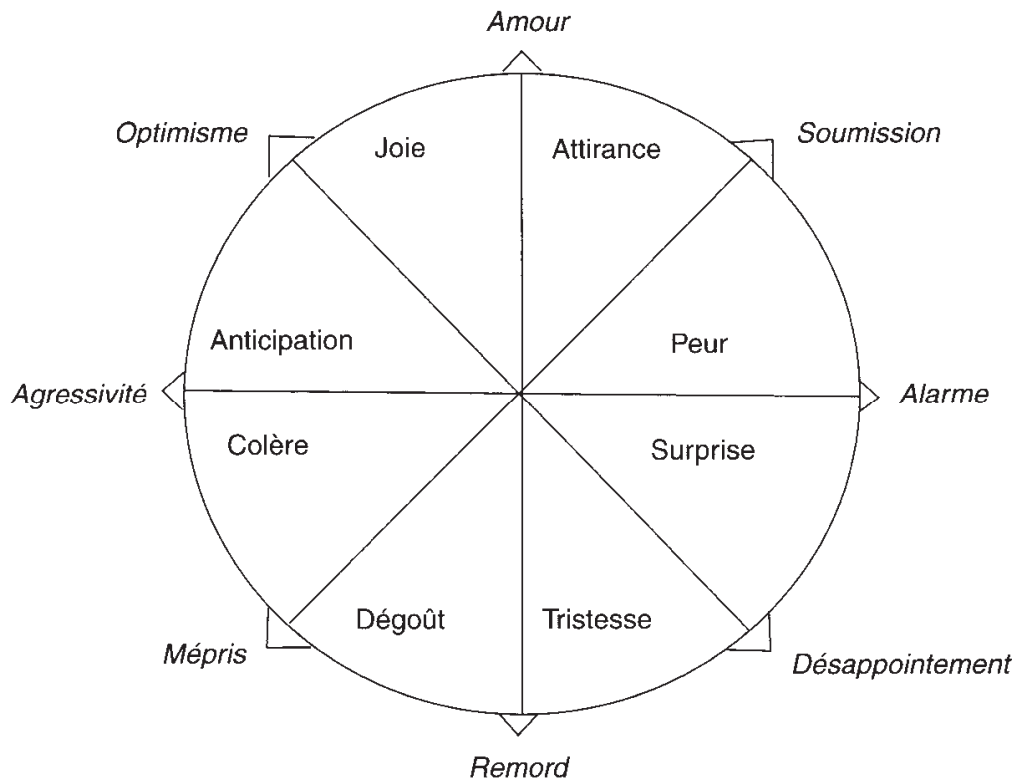 Amour
Optimisme
Soumission
Joie
Attirance
Anticipation
Peur
Agressivité
Alarme
Colère
Surprise
Dégoût
Tristesse
Mépris
Désappointement
Remord